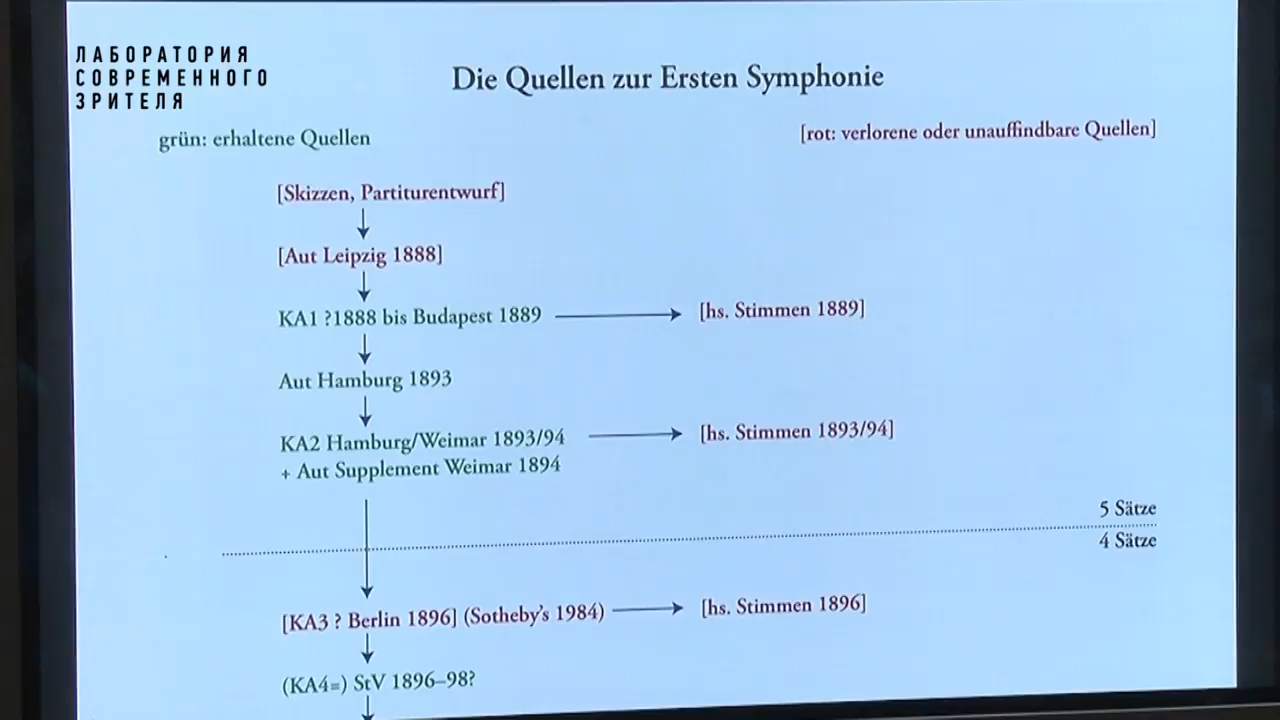 ЛАБОРАТОРИЯ
СОВРЕМЕННОГО
ЗРИТЕЛЯ
Die Quellen zur Ersten Symphonie
grün: erhaltene Quellen
[rot: verlorene oder unauffindbare Quellen]
[Skizzen, Partiturentwurf]
[Aut Leipzig 1888]
KA1 ?1888 bis Budapest 1889
[hs. Stimmen 1889]
Aut Hamburg 1893
KA2 Hamburg/Weimar 1893/94
[hs. Stimmen 1893/94]
+ Aut Supplement Weimar 1894
5 Sätze
4 Sätze
[KA3 ? Berlin 1896] (Sotheby's 1984)
[hs. Stimmen 1896]
(KA4=) StV 1896–98?